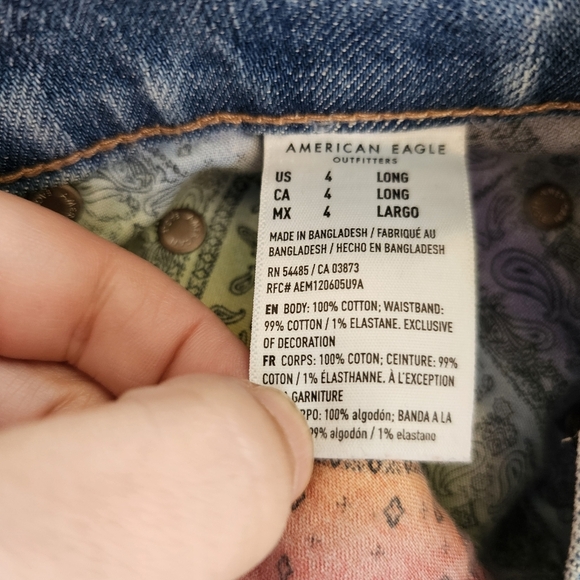 AMERICAN EAGLE
OUTFITTERS
US 4 LONG
CA 4 LONG
MX 4 LARGO
MADE IN BANGLADESH / FABRIQUÉ AU
BANGLADESH / HECHO EN BANGLADESH
RN 54485 / CA 03873
RFC# AEM120605U9A
EN BODY: 100% COTTON; WAISTBAND:
99% COTTON / 1% ELASTANE. EXCLUSIVE
OF DECORATION
FR CORPS: 100% COTON; CEINTURE: 99%
COTON / 1% ÉLASTHANNE. À L'EXCEPTION
GARNITURE
RPO: 100% algodón; BANDA A LA
99% algodón / 1% elastano